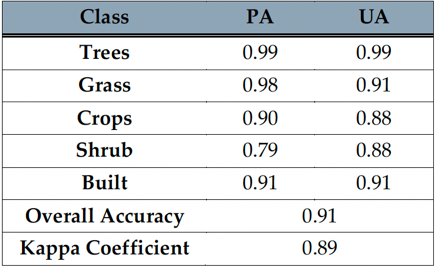 Class PA UA
Trees 0.99 0.99
Grass 0.98 0.91
Crops 0.90 0.88
Shrub 0.79 0.88
Built 0.91 0.91
Overall Accuracy 0.91
Kappa Coefficient 0.89